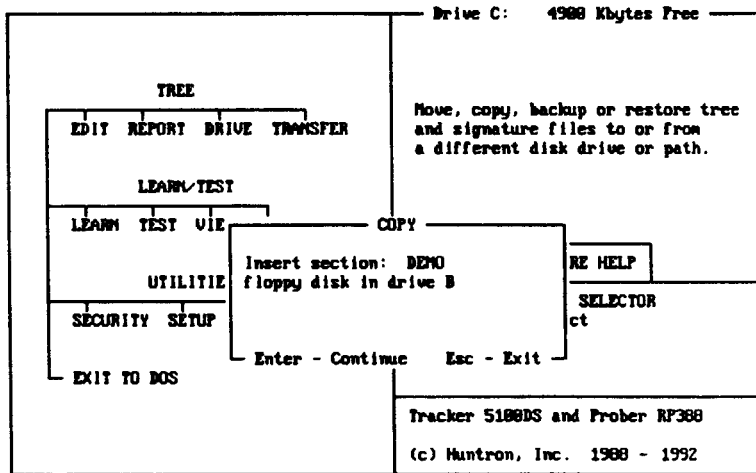 Drive C: 4900 Kbytes Free
TREE
EDIT REPORT DRIVE TRANSFER
Move, copy, backup or restore tree
and signature files to or from
a different disk drive or path.
LEARN/TEST
LEARN TEST VIE
COPY
Insert section: DEMO
floppy disk in drive B
Enter - Continue Esc - Exit
RE HELP
UTILITIE
SELECTOR
SECURITY SETUP
ct
EXIT TO DOS
Tracker 5100DS and Prober RP388
(c) Huntron, Inc. 1988 - 1992